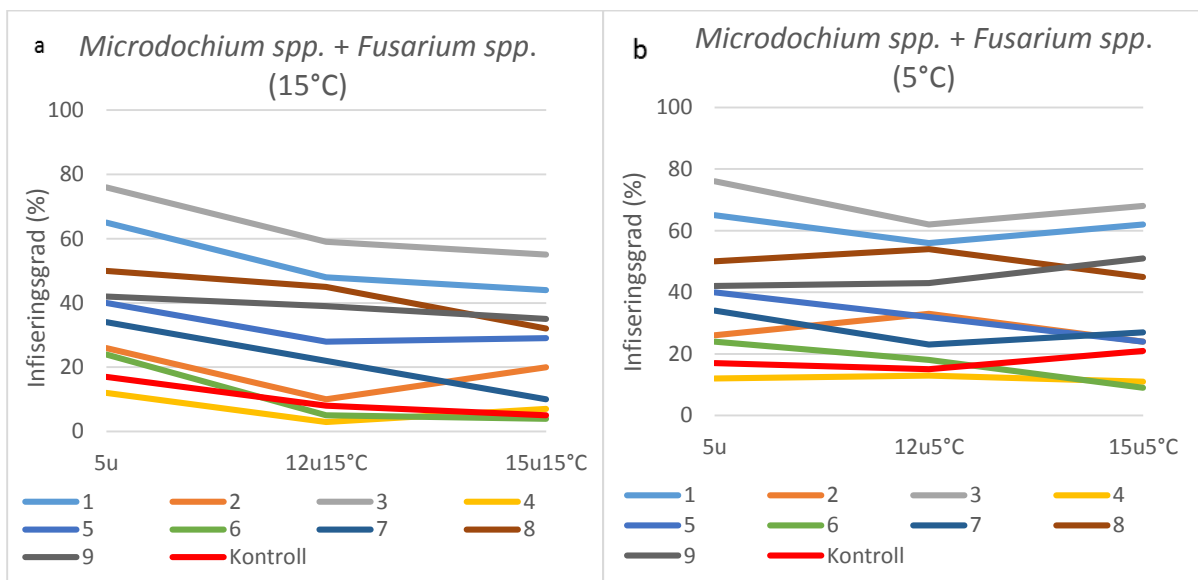 a
Microdochium spp. + Fusarium spp.
(15°C)
Infiseringsgrad (%)
100
80
60
40
20
0
5u 12u15°C 15u15°C
1 2 3 4
5 6 7 8
9 Kontroll
b
Microdochium spp. + Fusarium spp.
(5°C)
Infiseringsgrad (%)
100
80
60
40
20
0
5u 12u5°C 15u5°C
1 2 3 4
5 6 7 8
9 Kontroll